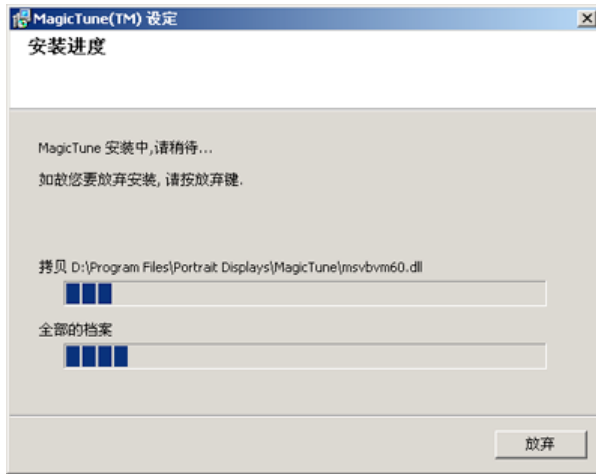 MagicTune(TM) 设定
安装进度
MagicTune 安装中,请稍待...
如故您要放弃安装, 请按放弃键.
拷贝 D:\Program Files\Portrait Displays\MagicTune\msvbvm60.dll
全部的档案
放弃